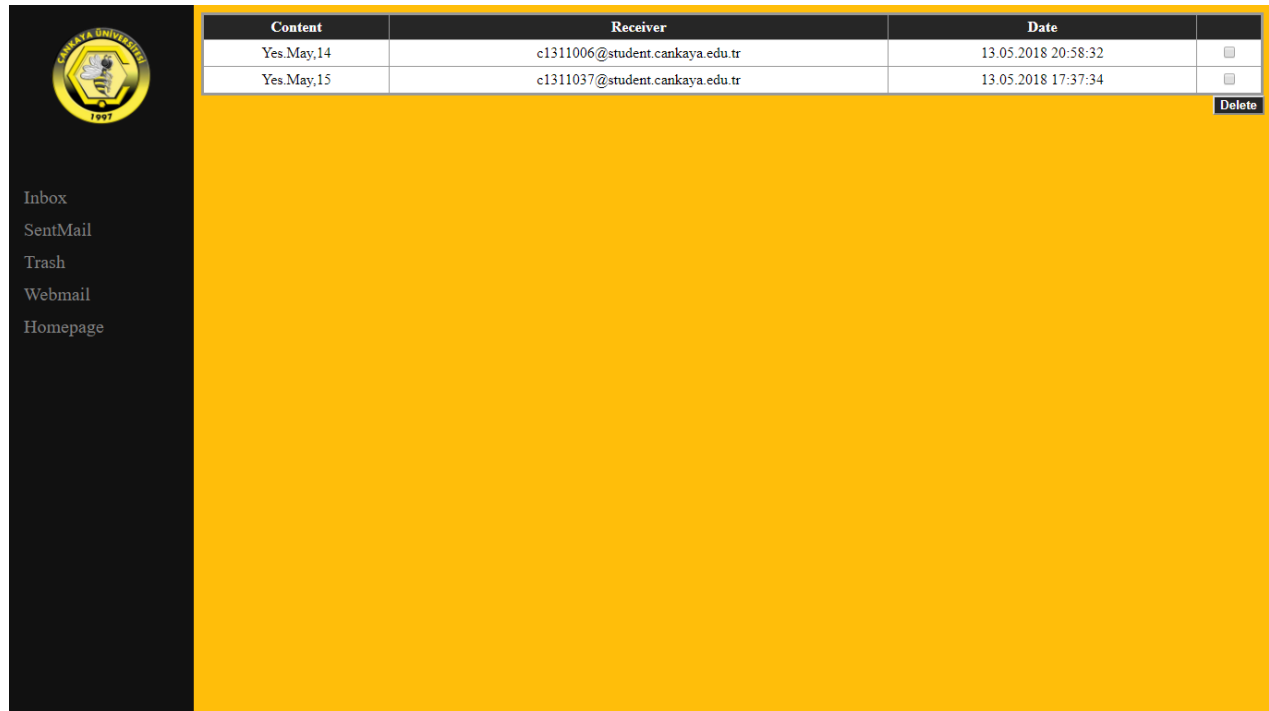 ÇANKAYA ÜNİVERSİTESİ
1997
Inbox
SentMail
Trash
Webmail
Homepage
Content Receiver Date
Yes.May,14 c1311006@student.cankaya.edu.tr 13.05.2018 20:58:32
Yes.May,15 c1311037@student.cankaya.edu.tr 13.05.2018 17:37:34
Delete